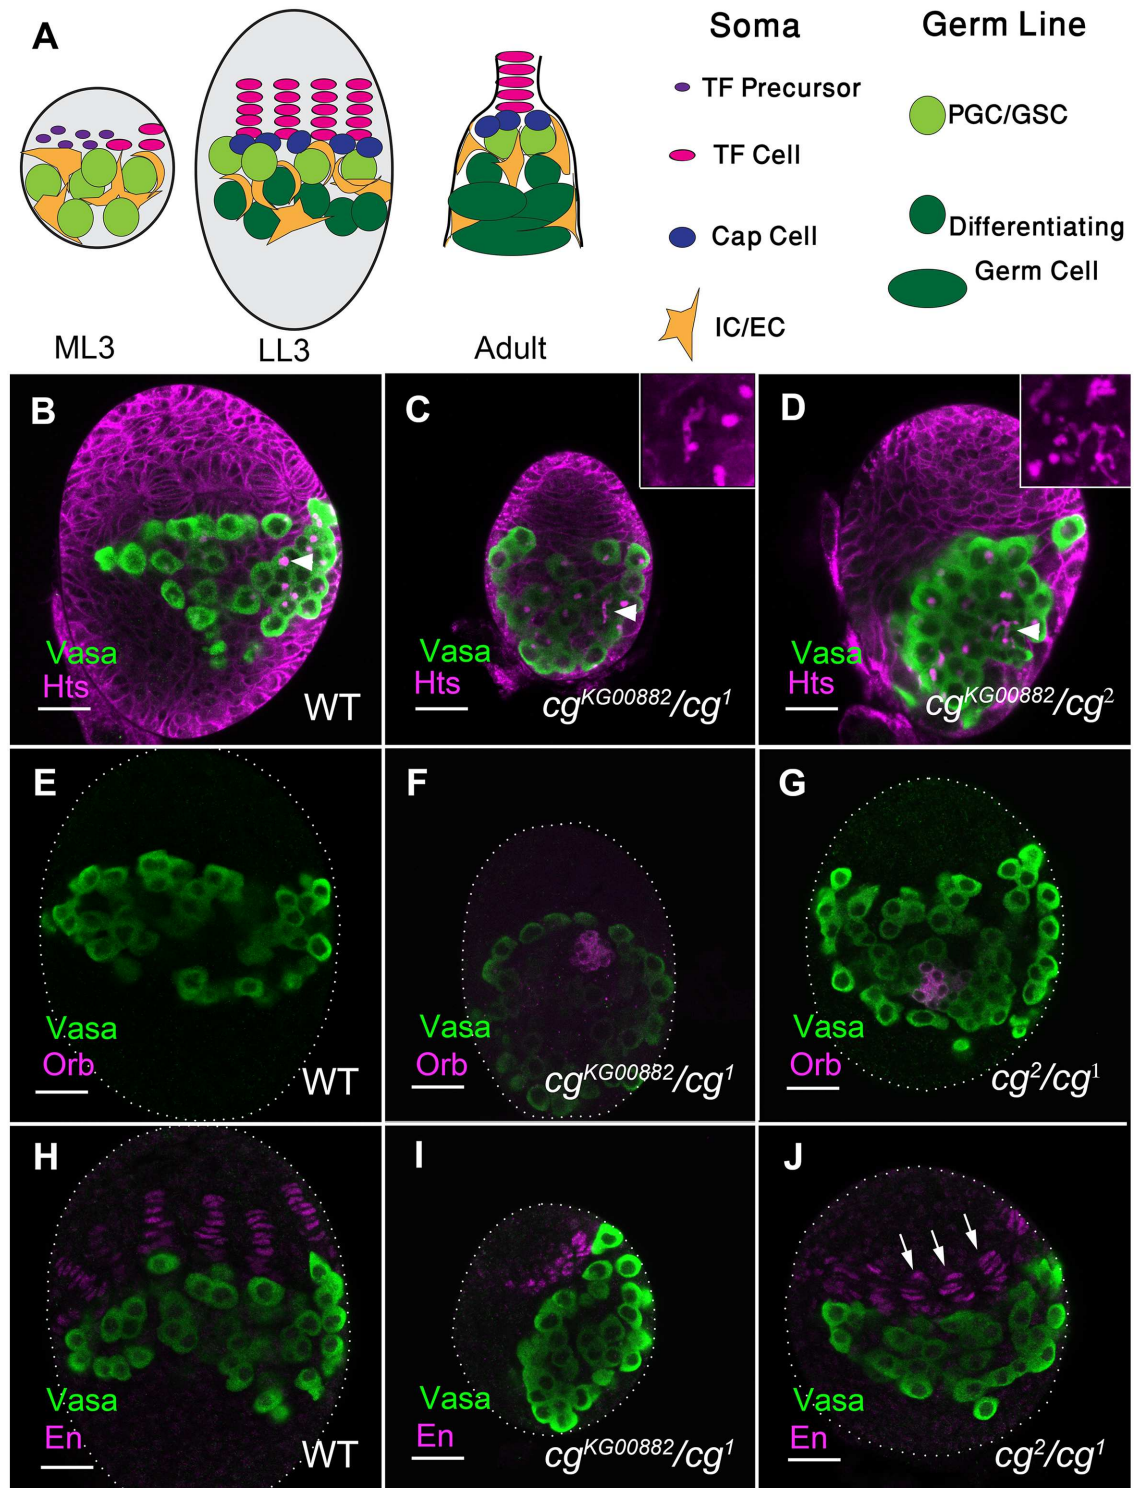 A
Soma
Germ Line
TF Precursor
PGC/GSC
TF Cell
Cap Cell
Differentiating
Germ Cell
IC/EC
ML3
LL3
Adult
B
Vasa
Hts
WT
C
Vasa
Hts
cgKG00882/cg1
D
Vasa
Hts
cgKG00882/cg2
E
Vasa
Orb
WT
F
Vasa
Orb
cgKG00882/cg1
G
Vasa
Orb
cg2/cg1
H
Vasa
En
WT
I
Vasa
En
cgKG00882/cg1
J
Vasa
En
cg2/cg1